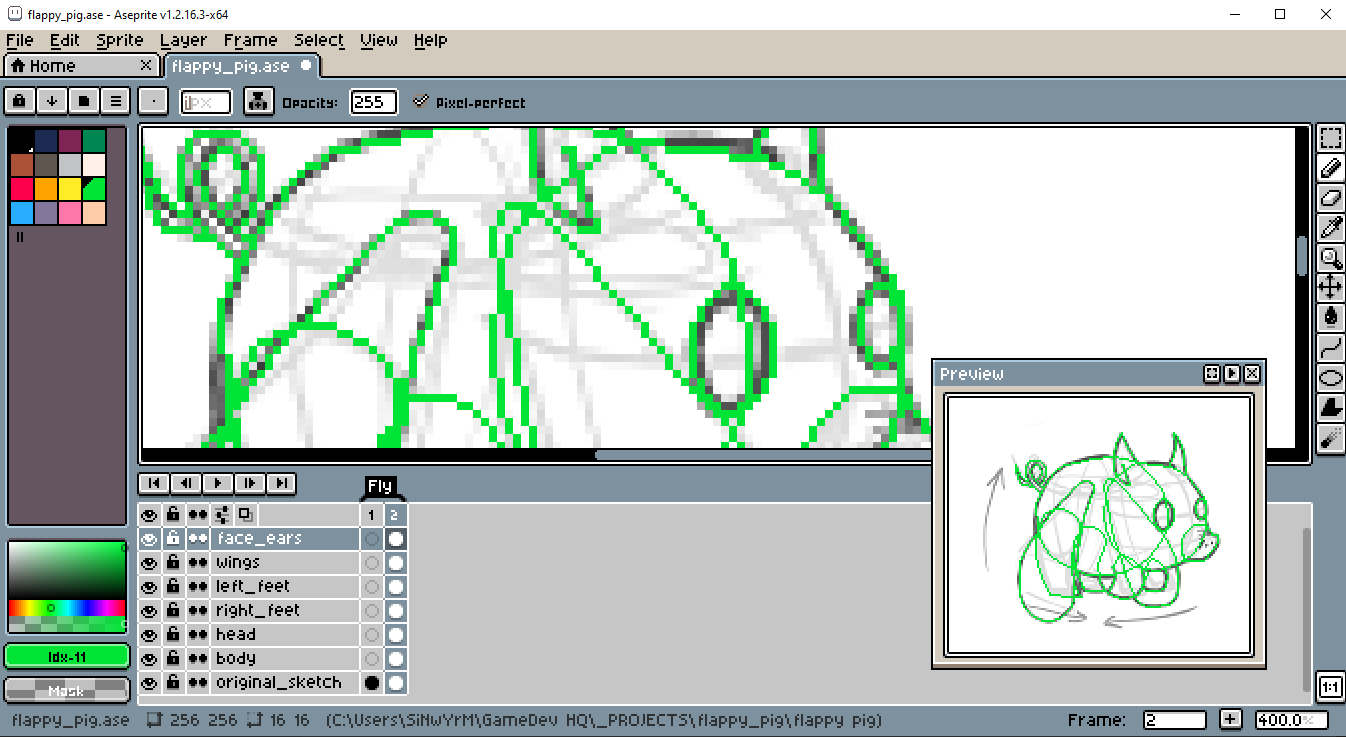 flappy_pig.ase - Aseprite v1.2.16.3-x64
File Edit Sprite Layer Frame Select View Help
Home flappy_pig.ase
1px Opacity: 255 Pixel-perfect
Preview
Fly
1 2
face_ears
wings
left_feet
right_feet
head
body
original_sketch
Idx-11
Mask
1:1
flappy_pig.ase 256 256 16 16 (C:\Users\SiNwYrM\GameDev HQ\_PROJECTS\flappy_pig\flappy pig) Frame: 2 + 400.0%